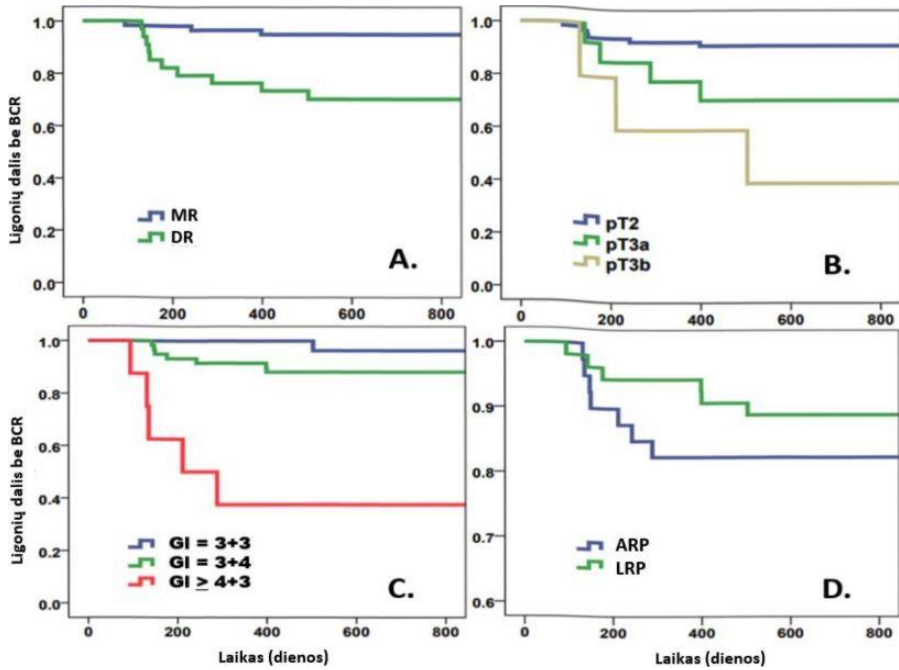 Ligonių dalis be BCR
1.0
0.8
0.6
0.4
0.2
0.0
MR
DR
A.
0 200 400 600 800
1.0
0.8
0.6
0.4
0.2
0.0
pT2
pT3a
pT3b
B.
0 200 400 600 800
Ligonių dalis be BCR
1.0
0.8
0.6
0.4
0.2
0.0
Gl = 3+3
Gl = 3+4
Gl ≥ 4+3
C.
0 200 400 600 800
Laikas (dienos)
1.0
0.9
0.8
0.7
0.6
ARP
LRP
D.
0 200 400 600 800
Laikas (dienos)